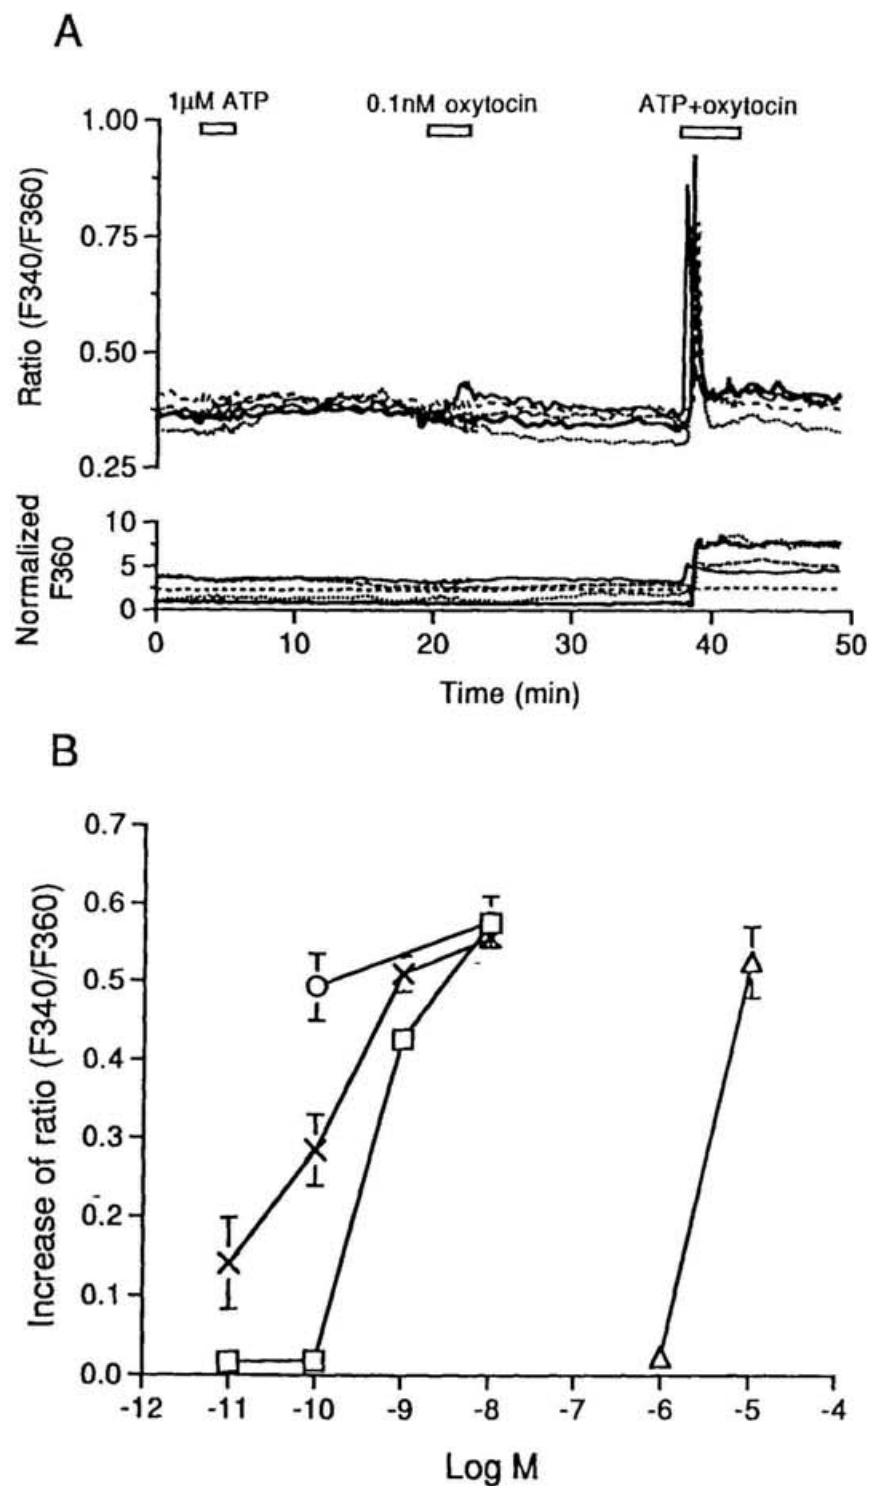 A
1μM ATP 0.1nM oxytocin ATP+oxytocin
1.00
0.75
0.50
0.25
Ratio (F340/F360)
10
5
0
Normalized
F360
0 10 20 30 40 50
Time (min)
B
0.7
0.6
0.5
0.4
0.3
0.2
0.1
0.0
Increase of ratio (F340/F360)
-12 -11 -10 -9 -8 -7 -6 -5 -4
Log M